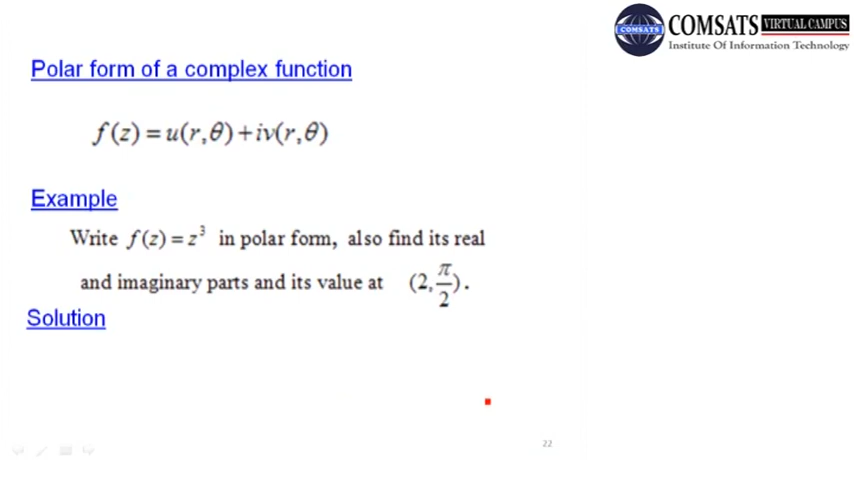 COMSATS VIRTUAL CAMPUS
COMSATS
Institute Of Information Technology
Polar form of a complex function
f(z) = u(r,θ) + iv(r,θ)
Example
Write f(z) = z³ in polar form, also find its real
and imaginary parts and its value at (2, π/2).
Solution
22